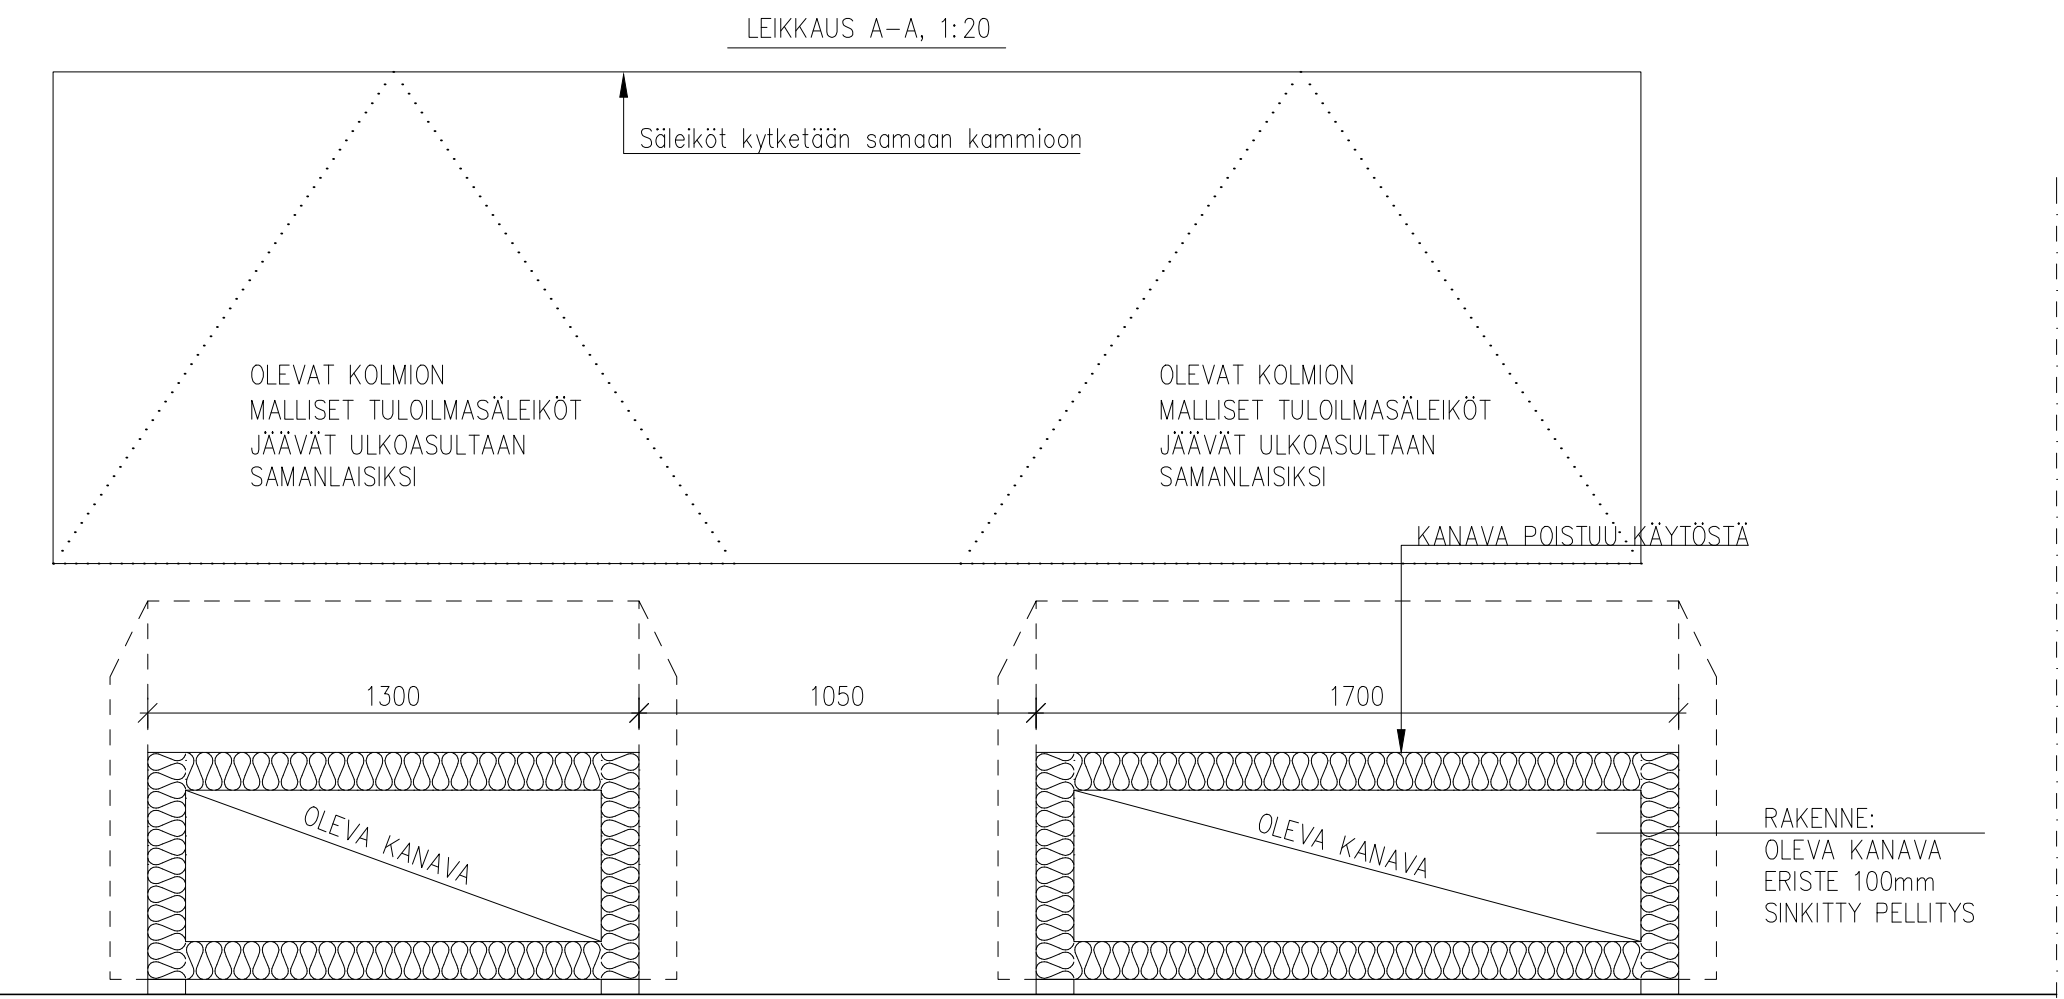 LEIKKAUS A-A, 1:20
Säleiköt kytketään samaan kammioon
OLEVAT KOLMION
MALLISET TULOILMASÄLEIKÖT
JÄÄVÄT ULKOASULTAAN
SAMANLAISIKSI
OLEVAT KOLMION
MALLISET TULOILMASÄLEIKÖT
JÄÄVÄT ULKOASULTAAN
SAMANLAISIKSI
KANAVA POISTUU KÄYTÖSTÄ
1300
1050
1700
OLEVA KANAVA
OLEVA KANAVA
RAKENNE:
OLEVA KANAVA
ERISTE 100mm
SINKITTY PELLITYS